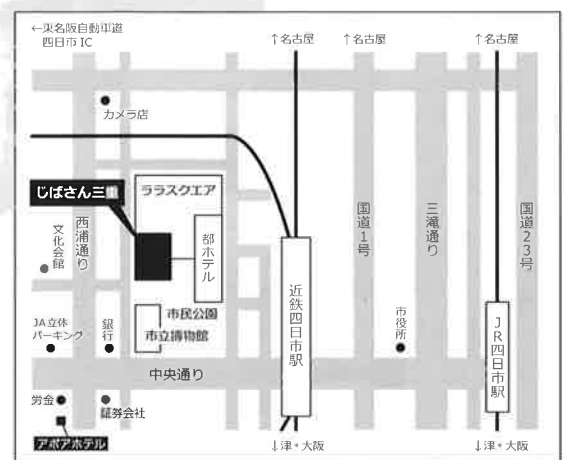 ←東名阪自動車道
四日市 IC
↑名古屋
↑名古屋
↑名古屋
カメラ店
じばさん三重
ララスクエア
都ホテル
文化会館
西浦通り
国道1号
三滝通り
国道23号
近鉄四日市駅
JR四日市駅
市民公園
市立博物館
市役所
JA立体
パーキング
銀行
中央通り
労金
証券会社
アポアホテル
↓津・大阪
↓津・大阪